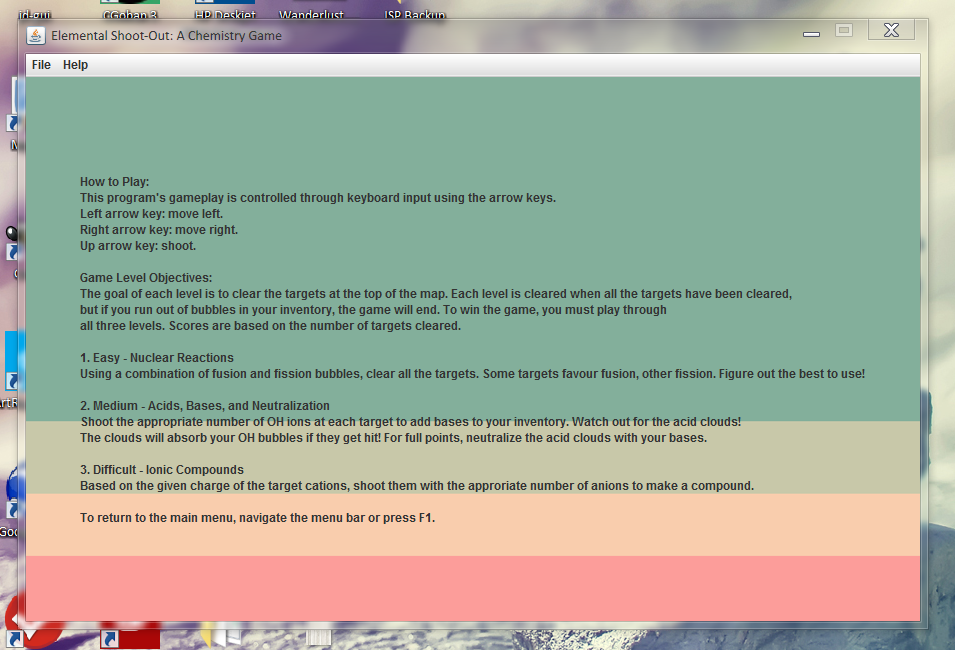 CGohan 3 HP Deskjet Wanderlust ISP Backup
Elemental Shoot-Out: A Chemistry Game
File Help
How to Play:
This program's gameplay is controlled through keyboard input using the arrow keys.
Left arrow key: move left.
Right arrow key: move right.
Up arrow key: shoot.
Game Level Objectives:
The goal of each level is to clear the targets at the top of the map. Each level is cleared when all the targets have been cleared,
but if you run out of bubbles in your inventory, the game will end. To win the game, you must play through
all three levels. Scores are based on the number of targets cleared.
1. Easy - Nuclear Reactions
Using a combination of fusion and fission bubbles, clear all the targets. Some targets favour fusion, other fission. Figure out the best to use!
2. Medium - Acids, Bases, and Neutralization
Shoot the appropriate number of OH ions at each target to add bases to your inventory. Watch out for the acid clouds!
The clouds will absorb your OH bubbles if they get hit! For full points, neutralize the acid clouds with your bases.
3. Difficult - Ionic Compounds
Based on the given charge of the target cations, shoot them with the approriate number of anions to make a compound.
To return to the main menu, navigate the menu bar or press F1.